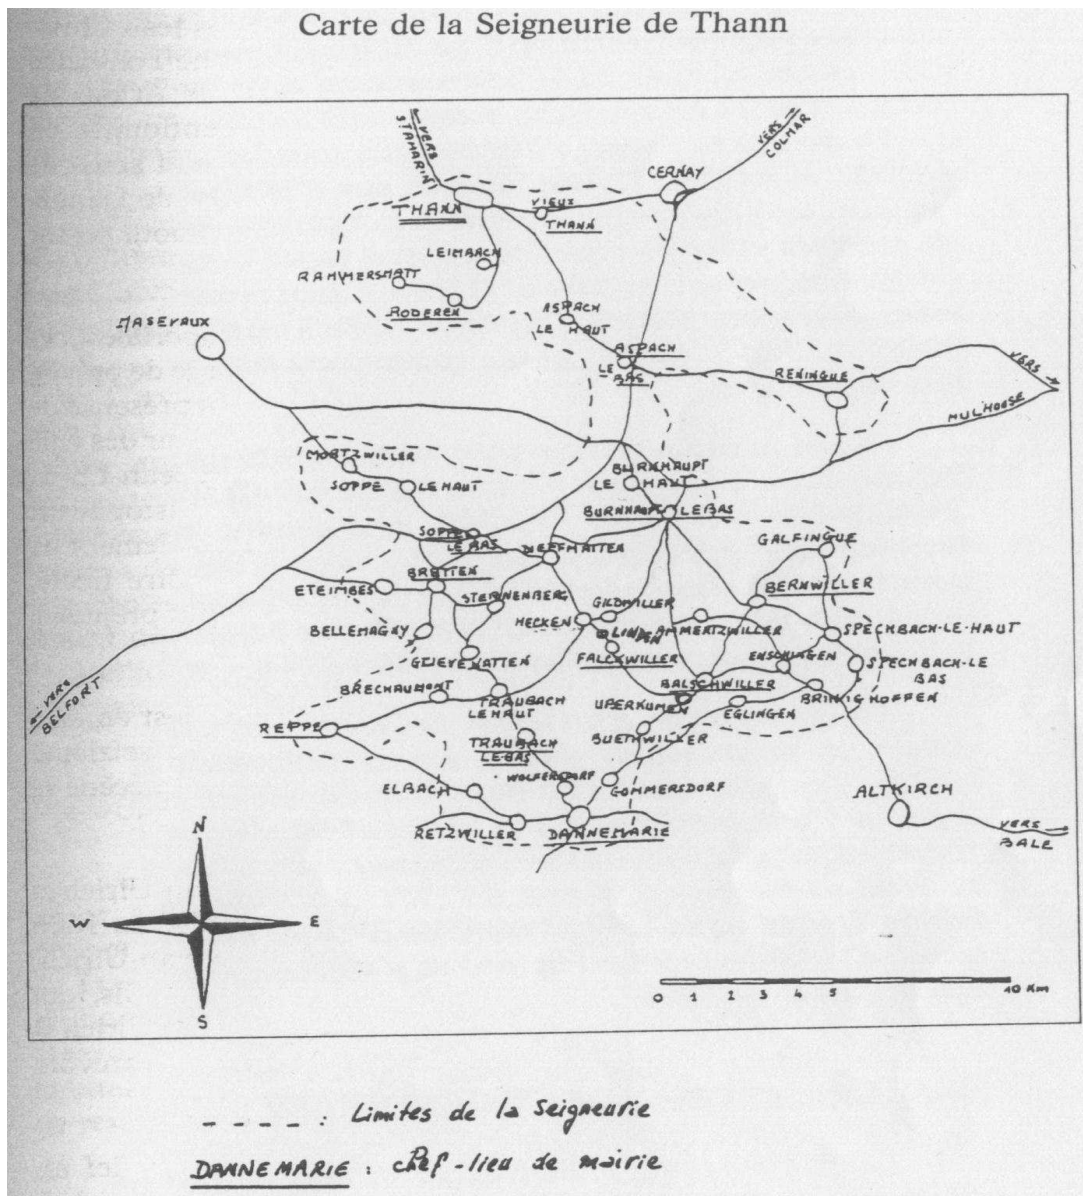 Carte de la Seigneurie de Thann
VERS
STAMARIN
VERS
COLMAR
CERNAY
THANN
VIEUX
THANN
LEIMBACH
RAMMERSMATT
RODEREN
ASPACH
LE HAUT
MASEVAUX
ASPACH
LE BAS
RENINGUE
VERS
MULHOUSE
MORTZWILLER
SOPPE LE HAUT
BURNHAUPT
LE HAUT
BURNHAUPT LE BAS
SOPPE
LE BAS
DIEFFMATTEN
GALFINGUE
BRETTEN
ETEIMBES
STERNENBERG
BERNWILLER
GILDWILLER
HECKEN
BELLEMAGNY
LINDEN
AMMERTZWILLER
SPECHBACH-LE-HAUT
FALCKWILLER
ENSCHINGEN
SPECHBACH-LE
BAS
GUEVENATTEN
BALSCHWILLER
BRECHAUMONT
TRAUBACH
LE HAUT
UBERKUMEN
BRINIGHOFFEN
EGLINGEN
VERS
BELFORT
REPPE
TRAUBACH
LE BAS
BUETHWILLER
WOLFERSDORF
ELBACH
GOMMERSDORF
ALTKIRCH
RETZWILLER
DANNEMARIE
VERS
BALE
N
W
E
S
0 1 2 3 4 5 10 Km
- - - - - : Limites de la Seigneurie
DANNEMARIE : chef-lieu de mairie